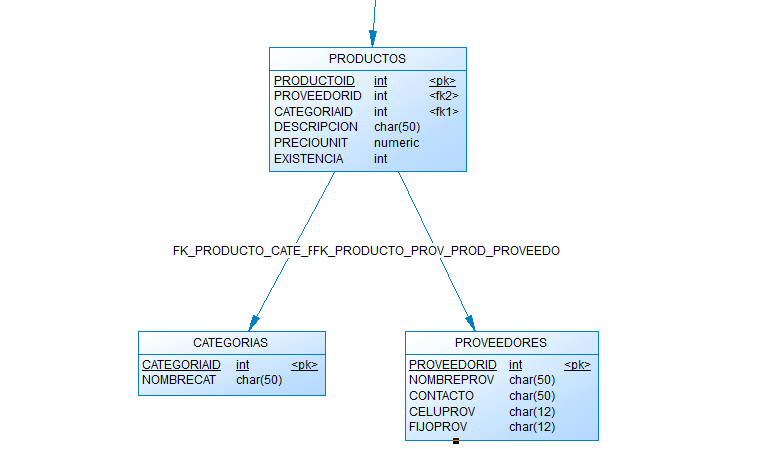 PRODUCTOS
PRODUCTOID int <pk>
PROVEEDORID int <fk2>
CATEGORIAID int <fk1>
DESCRIPCION char(50)
PRECIOUNIT numeric
EXISTENCIA int
FK_PRODUCTO_CATE_ FK_PRODUCTO_PROV_PROD_PROVEEDO
CATEGORIAS
CATEGORIAID int <pk>
NOMBRECAT char(50)
PROVEEDORES
PROVEEDORID int <pk>
NOMBREPROV char(50)
CONTACTO char(50)
CELUPROV char(12)
FIJOPROV char(12)